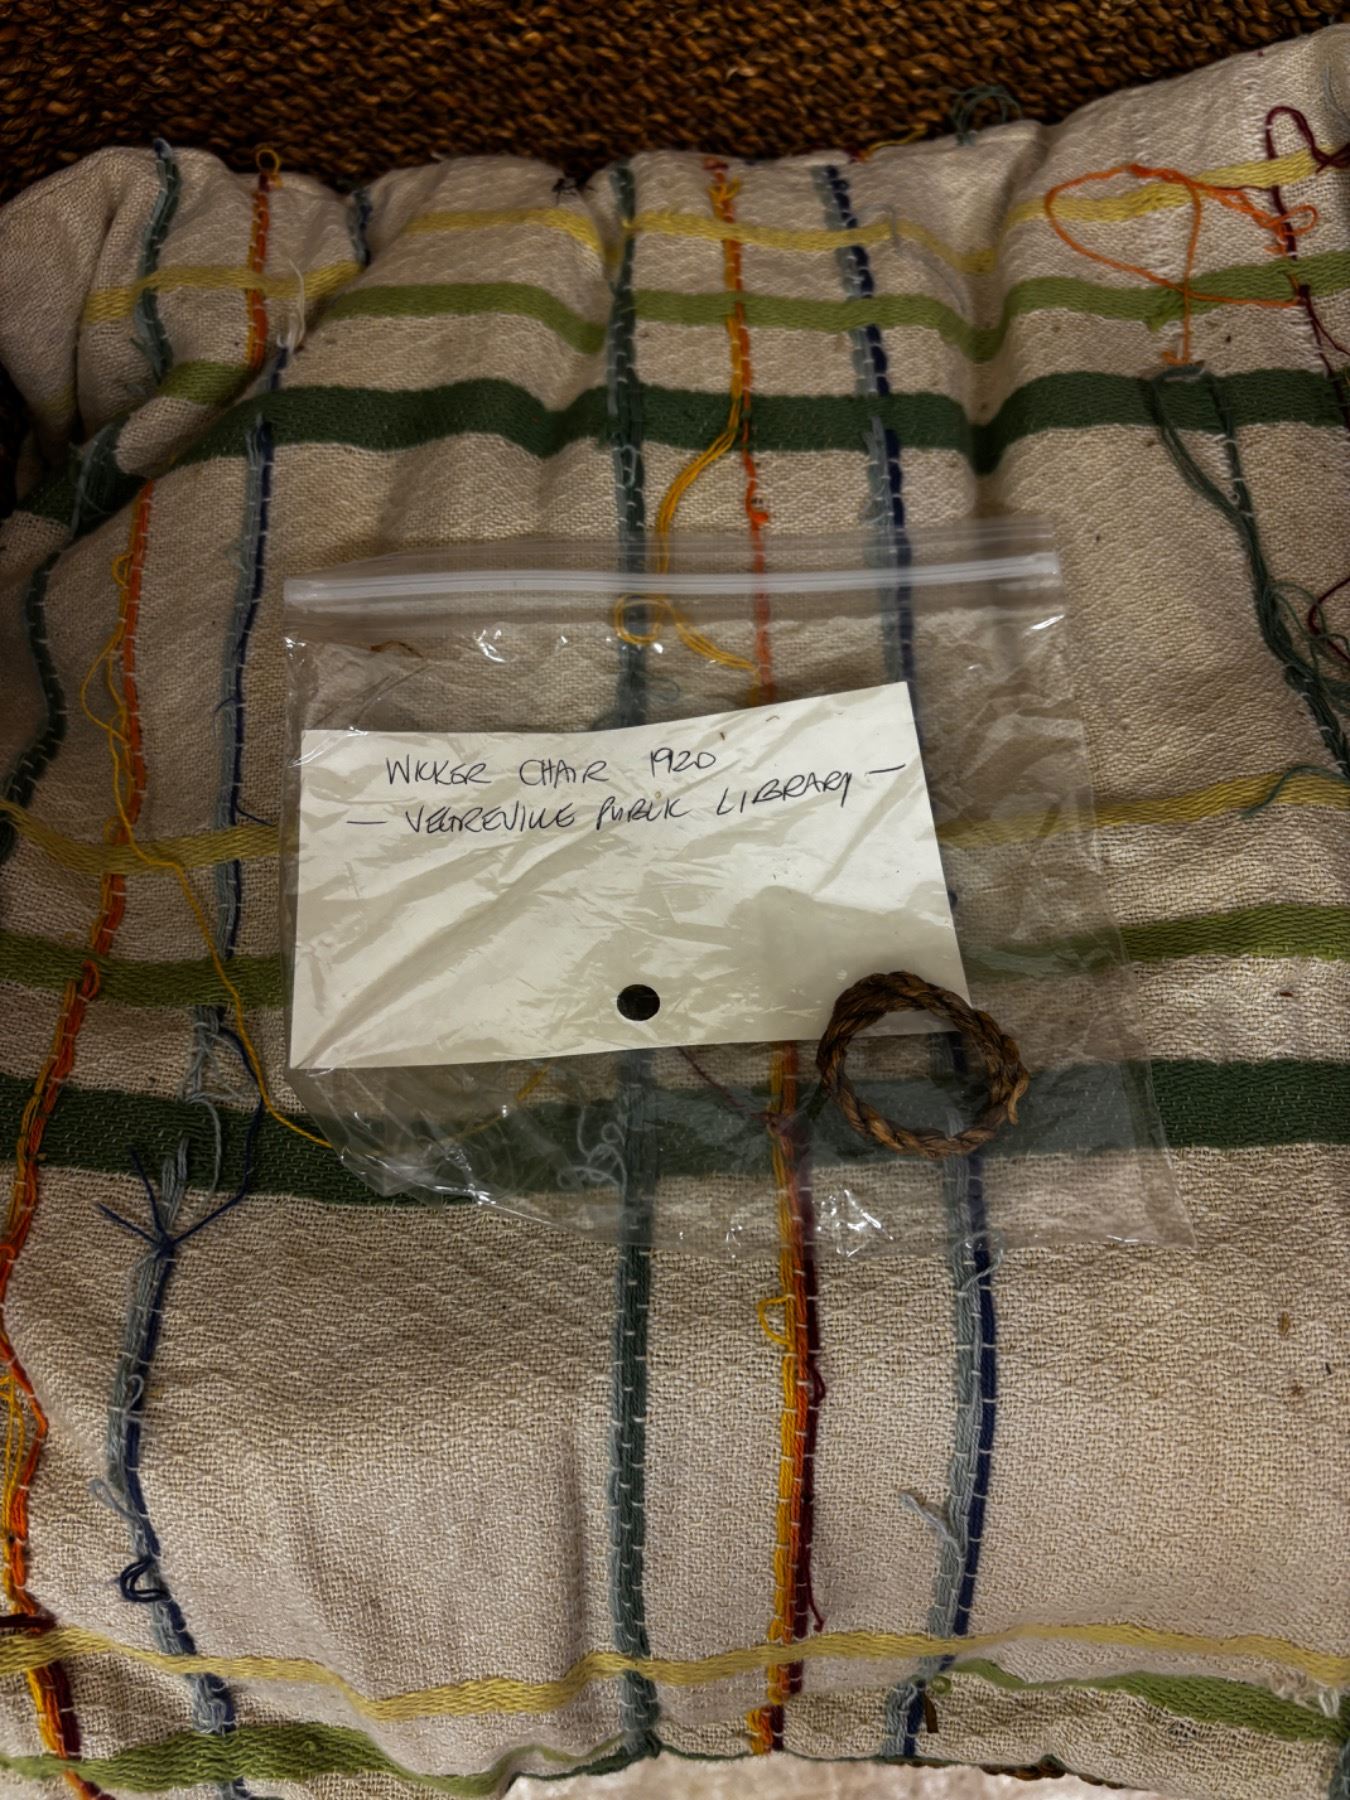 WICKER CHAIR 1920
— VEGREVILLE PUBLIC LIBRARY —